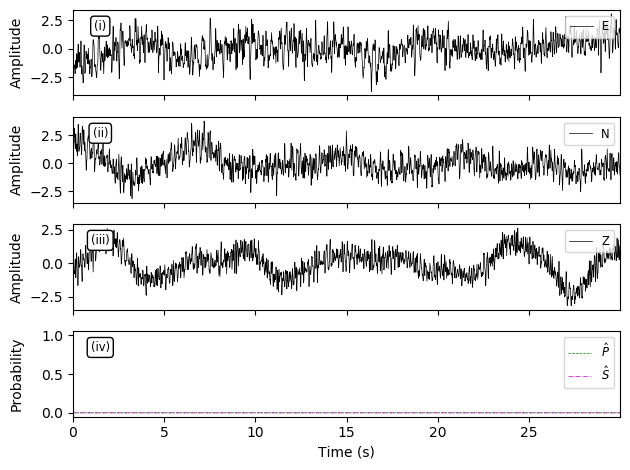 Amplitude
2.5
0.0
−2.5
(i)
E
Amplitude
2.5
0.0
−2.5
(ii)
N
Amplitude
2.5
0.0
−2.5
(iii)
Z
Probability
1.0
0.5
0.0
(iv)
P̂
Ŝ
0 5 10 15 20 25
Time (s)